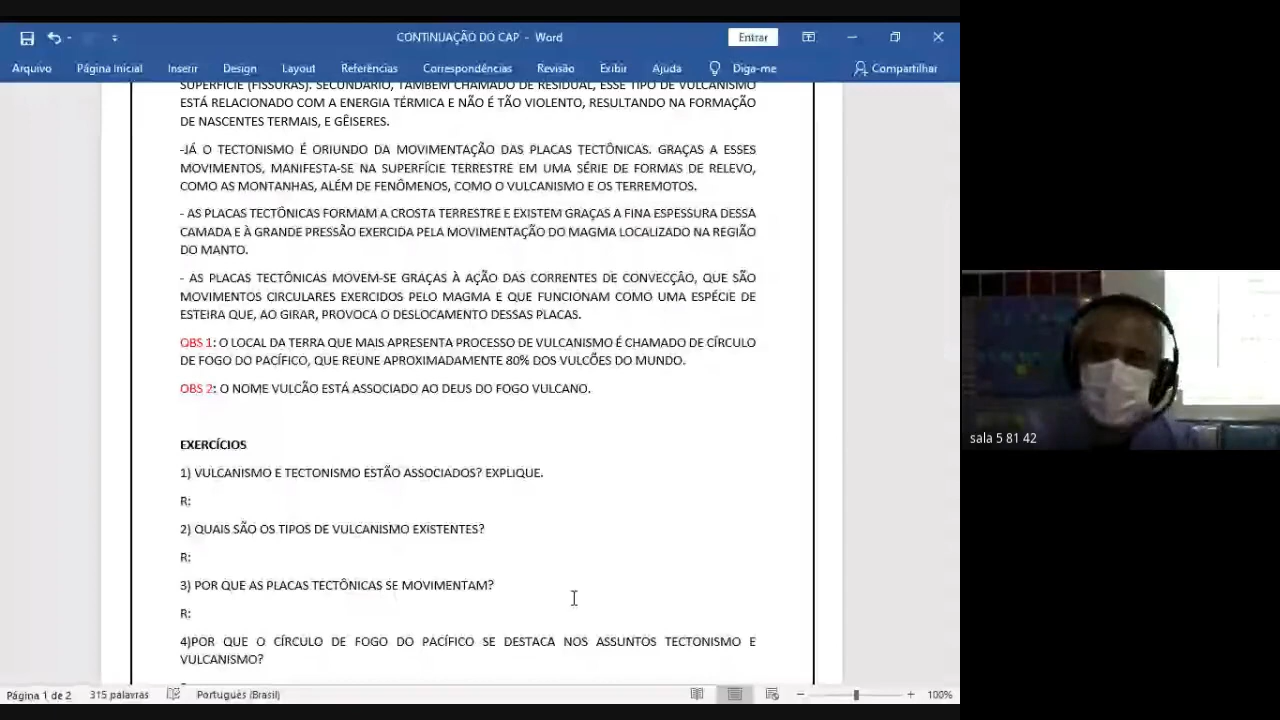 CONTINUAÇÃO DO CAP - Word
Entrar
Arquivo Página Inicial Inserir Design Layout Referências Correspondências Revisão Exibir Ajuda Diga-me Compartilhar
SUPERFÍCIE (FISSURAS). SECUNDÁRIO, TAMBÉM CHAMADO DE RESIDUAL, ESSE TIPO DE VULCANISMO
ESTÁ RELACIONADO COM A ENERGIA TÉRMICA E NÃO É TÃO VIOLENTO, RESULTANDO NA FORMAÇÃO
DE NASCENTES TERMAIS, E GÊISERES.
-JÁ O TECTONISMO É ORIUNDO DA MOVIMENTAÇÃO DAS PLACAS TECTÔNICAS. GRAÇAS A ESSES
MOVIMENTOS, MANIFESTA-SE NA SUPERFÍCIE TERRESTRE EM UMA SÉRIE DE FORMAS DE RELEVO,
COMO AS MONTANHAS, ALÉM DE FENÔMENOS, COMO O VULCANISMO E OS TERREMOTOS.
- AS PLACAS TECTÔNICAS FORMAM A CROSTA TERRESTRE E EXISTEM GRAÇAS A FINA ESPESSURA DESSA
CAMADA E À GRANDE PRESSÃO EXERCIDA PELA MOVIMENTAÇÃO DO MAGMA LOCALIZADO NA REGIÃO
DO MANTO.
- AS PLACAS TECTÔNICAS MOVEM-SE GRAÇAS À AÇÃO DAS CORRENTES DE CONVECÇÃO, QUE SÃO
MOVIMENTOS CIRCULARES EXERCIDOS PELO MAGMA E QUE FUNCIONAM COMO UMA ESPÉCIE DE
ESTEIRA QUE, AO GIRAR, PROVOCA O DESLOCAMENTO DESSAS PLACAS.
OBS 1: O LOCAL DA TERRA QUE MAIS APRESENTA PROCESSO DE VULCANISMO É CHAMADO DE CÍRCULO
DE FOGO DO PACÍFICO, QUE REUNE APROXIMADAMENTE 80% DOS VULCÕES DO MUNDO.
OBS 2: O NOME VULCÃO ESTÁ ASSOCIADO AO DEUS DO FOGO VULCANO.
EXERCÍCIOS
1) VULCANISMO E TECTONISMO ESTÃO ASSOCIADOS? EXPLIQUE.
R:
2) QUAIS SÃO OS TIPOS DE VULCANISMO EXISTENTES?
R:
3) POR QUE AS PLACAS TECTÔNICAS SE MOVIMENTAM?
R:
4)POR QUE O CÍRCULO DE FOGO DO PACÍFICO SE DESTACA NOS ASSUNTOS TECTONISMO E
VULCANISMO?
Página 1 de 2 315 palavras Português (Brasil) 100%
sala 5 81 42